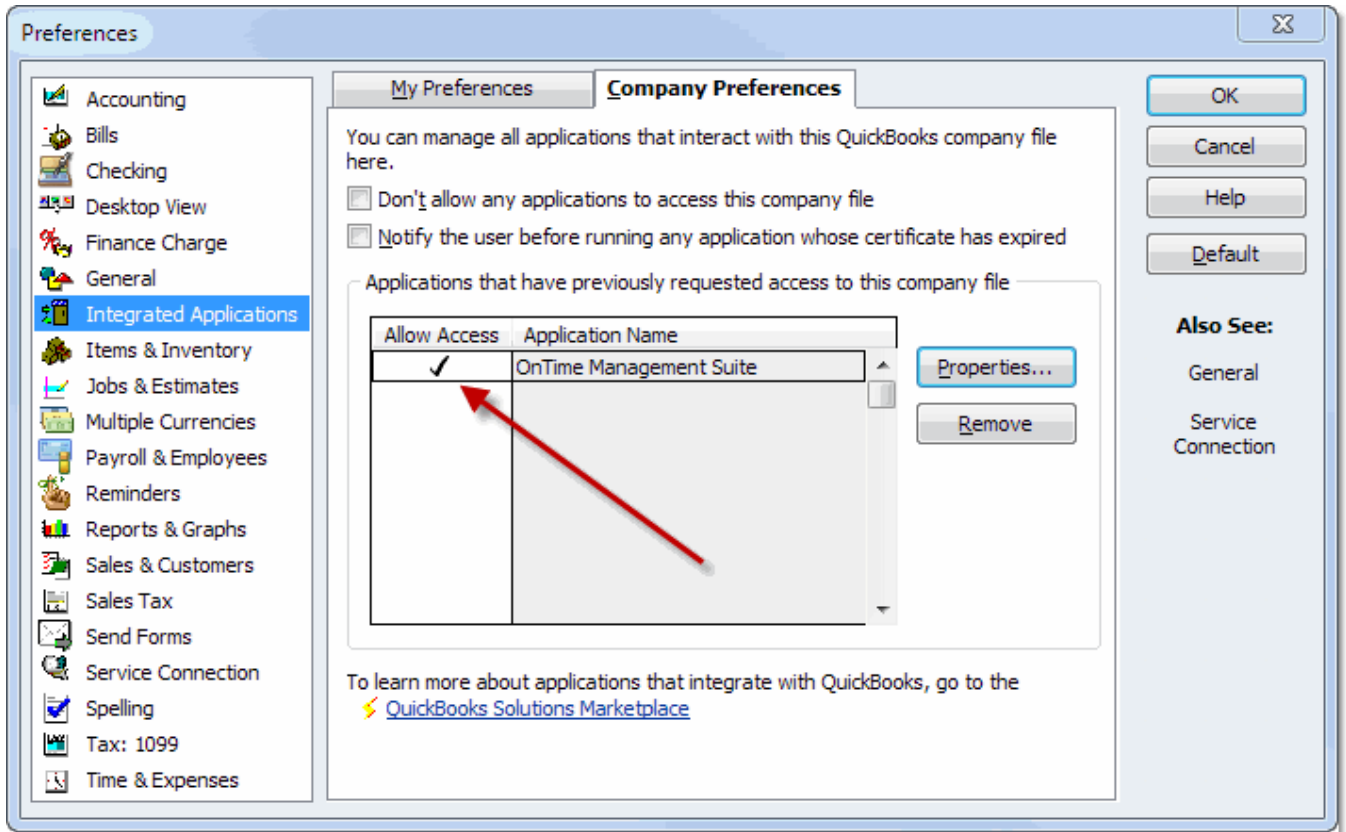 Preferences
Accounting
Bills
Checking
Desktop View
Finance Charge
General
Integrated Applications
Items & Inventory
Jobs & Estimates
Multiple Currencies
Payroll & Employees
Reminders
Reports & Graphs
Sales & Customers
Sales Tax
Send Forms
Service Connection
Spelling
Tax: 1099
Time & Expenses
My Preferences
Company Preferences
You can manage all applications that interact with this QuickBooks company file
here.
Don't allow any applications to access this company file
Notify the user before running any application whose certificate has expired
Applications that have previously requested access to this company file
Allow Access Application Name
OnTime Management Suite
Properties...
Remove
To learn more about applications that integrate with QuickBooks, go to the
QuickBooks Solutions Marketplace
OK
Cancel
Help
Default
Also See:
General
Service
Connection